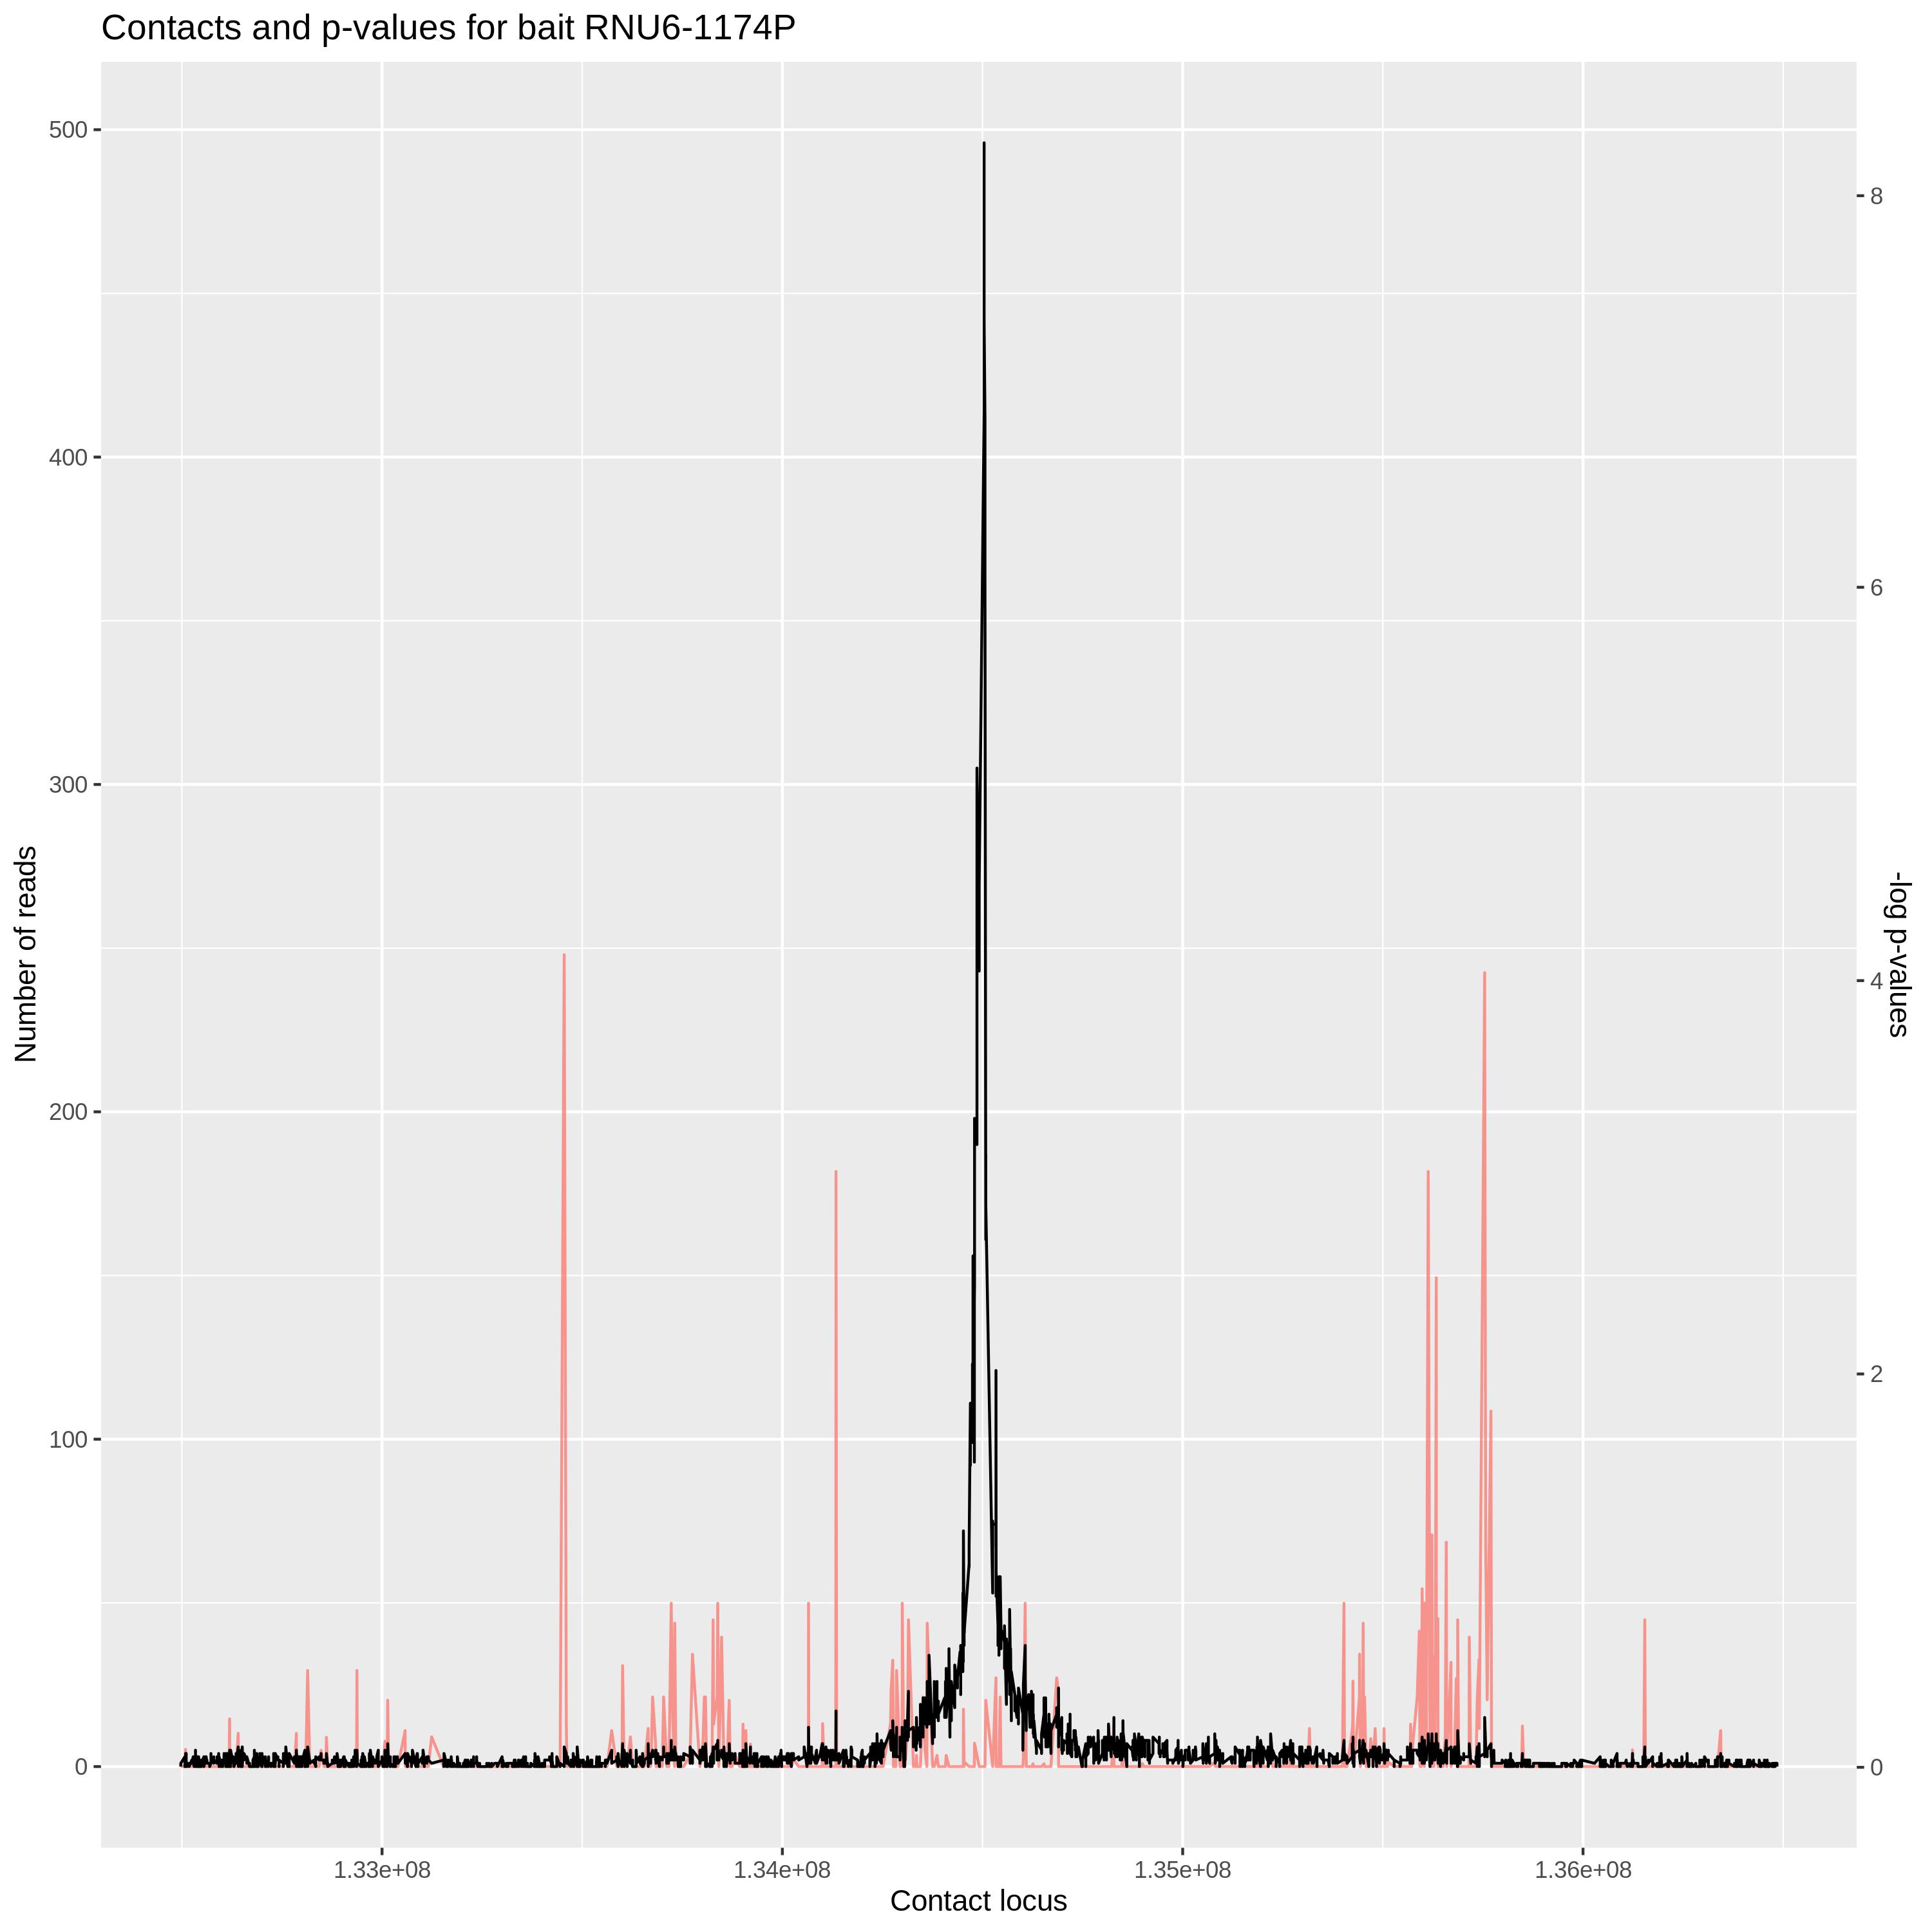 Contacts and p-values for bait RNU6-1174P
500
400
300
200
100
0
Number of reads
8
6
4
2
0
-log p-values
1.33e+08
1.34e+08
1.35e+08
1.36e+08
Contact locus